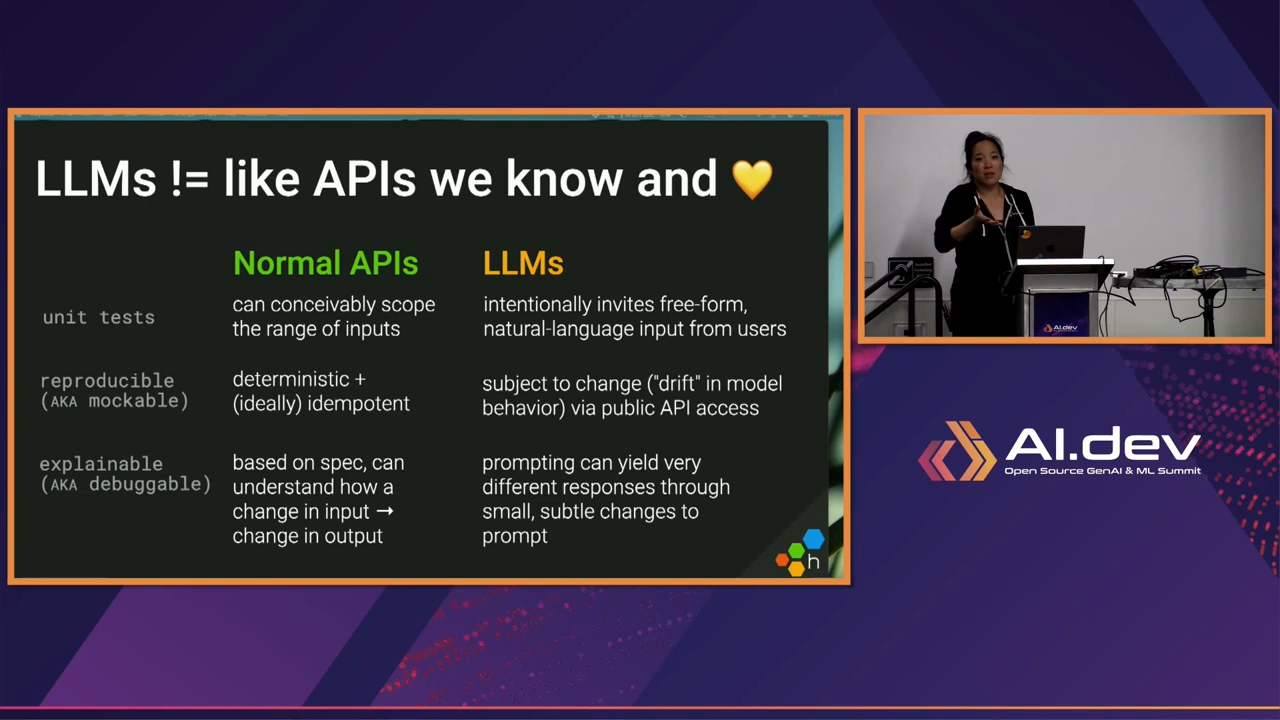 LLMs != like APIs we know and 💛
Normal APIs
LLMs
unit tests
can conceivably scope
the range of inputs
intentionally invites free-form,
natural-language input from users
reproducible
(AKA mockable)
deterministic +
(ideally) idempotent
subject to change ("drift" in model
behavior) via public API access
explainable
(AKA debuggable)
based on spec, can
understand how a
change in input →
change in output
prompting can yield very
different responses through
small, subtle changes to
prompt
h
AI.dev
AI.dev
Open Source GenAI & ML Summit